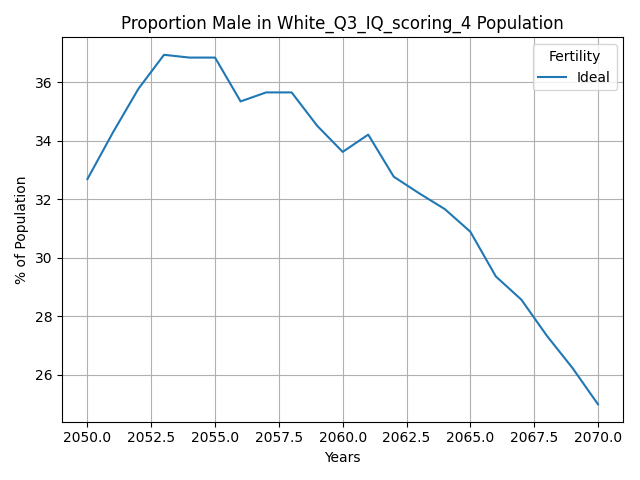 Proportion Male in White_Q3_IQ_scoring_4 Population
Fertility
Ideal
% of Population
36
34
32
30
28
26
2050.0 2052.5 2055.0 2057.5 2060.0 2062.5 2065.0 2067.5 2070.0
Years